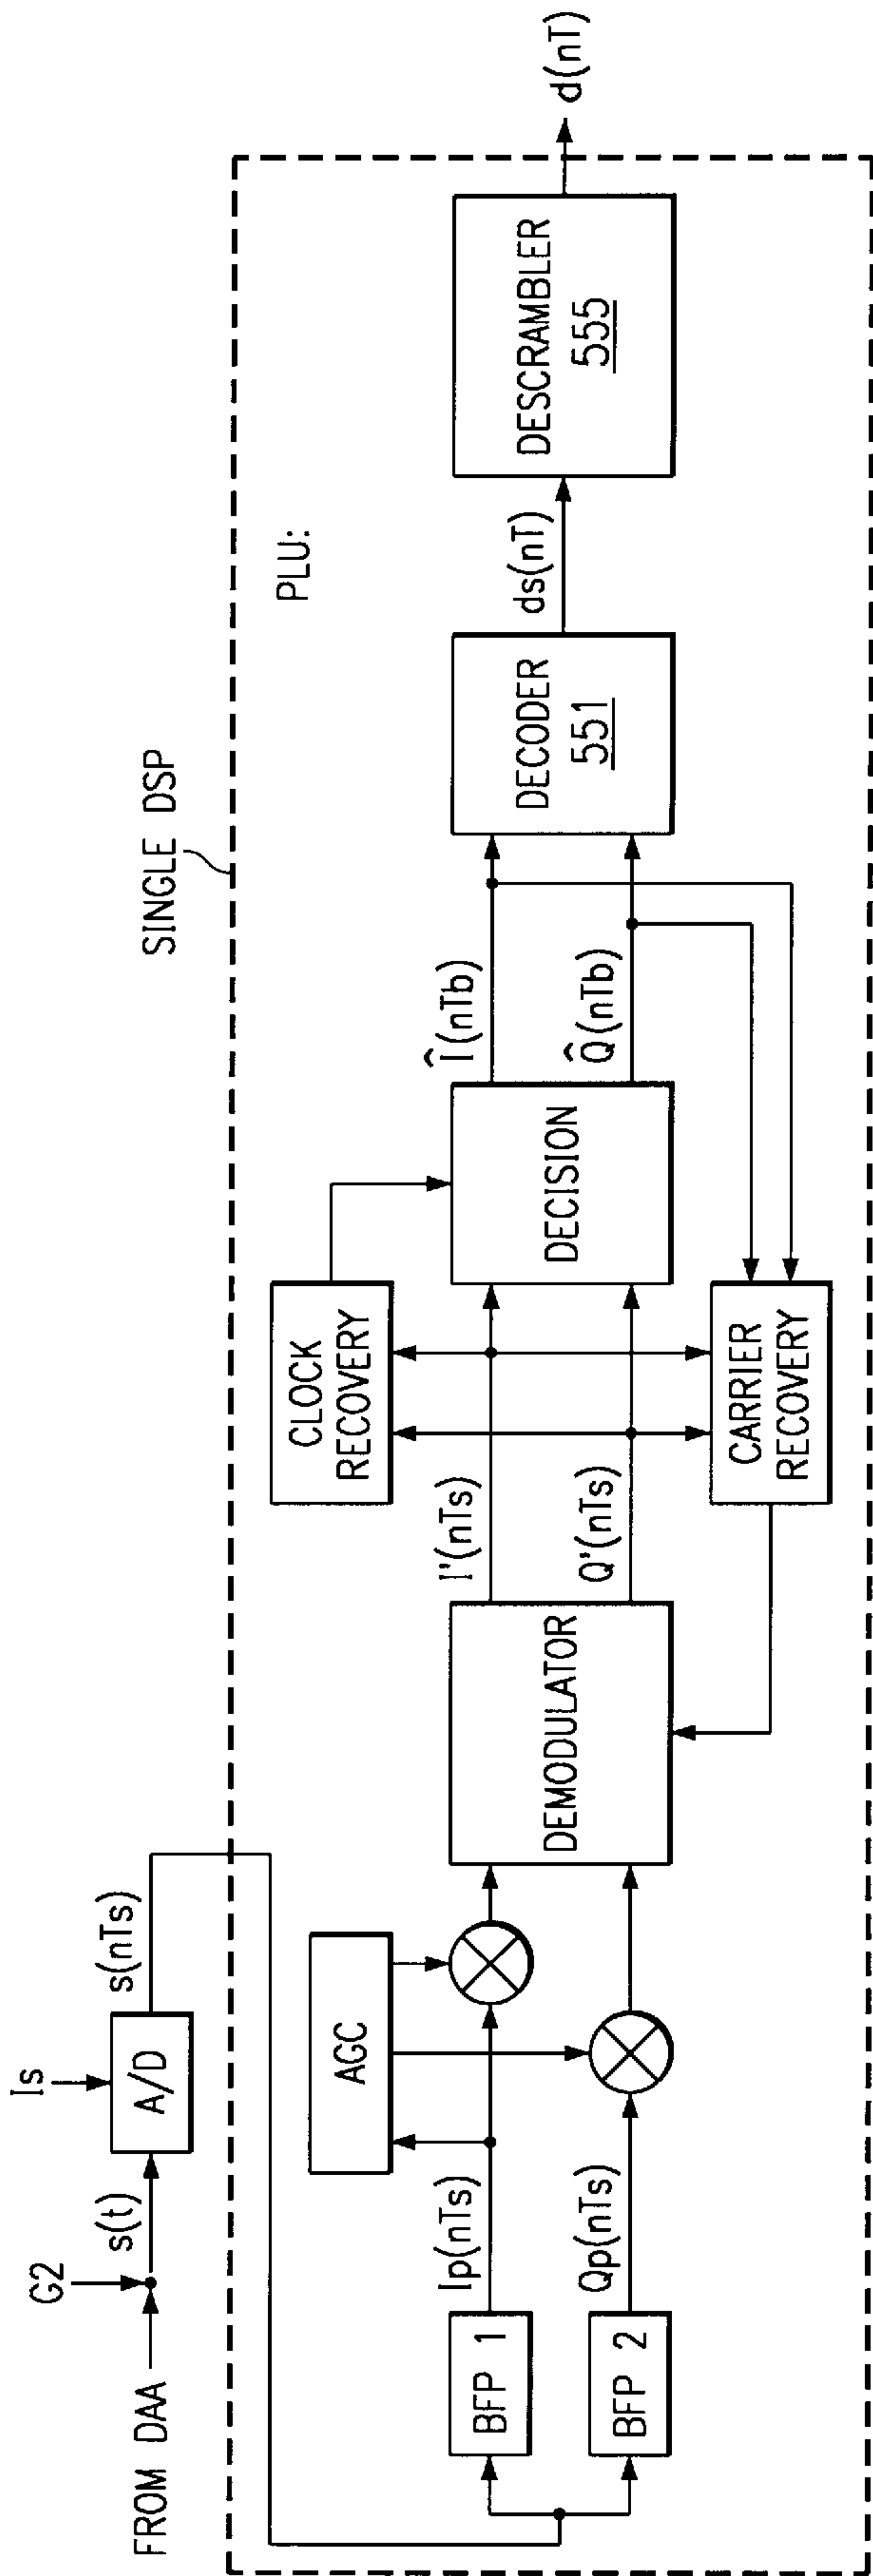 SINGLE DSP
FROM DAA
G2
s(t)
Is
A/D
s(nTs)
PLU:
BFP 1
BFP 2
Ip(nTs)
Qp(nTs)
AGC
DEMODULATOR
I'(nTs)
Q'(nTs)
CLOCK
RECOVERY
CARRIER
RECOVERY
DECISION
Î(nTb)
Q̂(nTb)
DECODER
551
ds(nT)
DESCRAMBLER
555
d(nT)